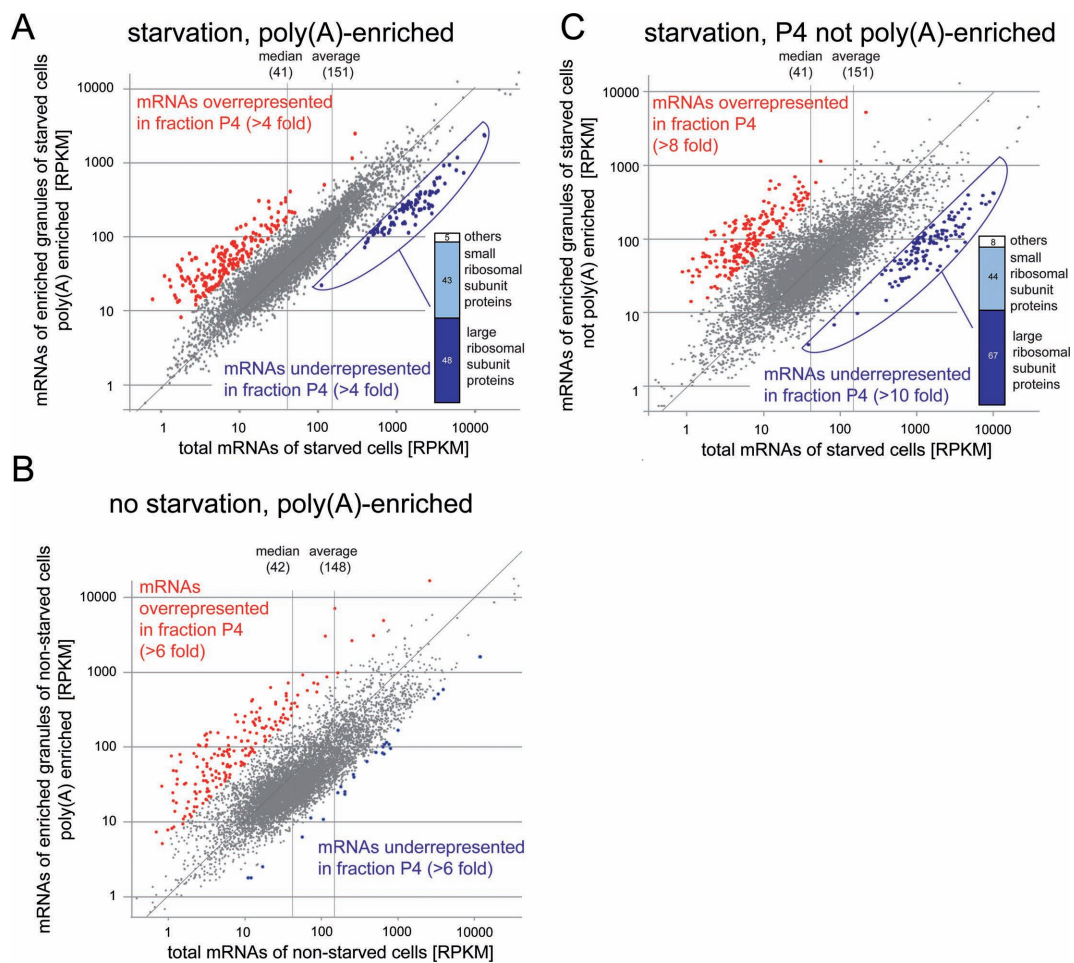 A
starvation, poly(A)-enriched
median
(41)
average
(151)
mRNAs overrepresented
in fraction P4 (>4 fold)
10000
1000
100
10
1
mRNAs of enriched granules of starved cells
poly(A) enriched [RPKM]
5
others
43
small
ribosomal
subunit
proteins
48
large
ribosomal
subunit
proteins
mRNAs underrepresented
in fraction P4 (>4 fold)
1
10
100
1000
10000
total mRNAs of starved cells [RPKM]
C
starvation, P4 not poly(A)-enriched
median
(41)
average
(151)
mRNAs overrepresented
in fraction P4
(>8 fold)
10000
1000
100
10
1
mRNAs of enriched granules of starved cells
not poly(A) enriched [RPKM]
8
others
44
small
ribosomal
subunit
proteins
67
large
ribosomal
subunit
proteins
mRNAs underrepresented
in fraction P4 (>10 fold)
1
10
100
1000
10000
total mRNAs of starved cells [RPKM]
B
no starvation, poly(A)-enriched
median
(42)
average
(148)
mRNAs
overrepresented
in fraction P4
(>6 fold)
10000
1000
100
10
1
mRNAs of enriched granules of non-starved cells
poly(A) enriched [RPKM]
mRNAs underrepresented
in fraction P4 (>6 fold)
1
10
100
1000
10000
total mRNAs of non-starved cells [RPKM]